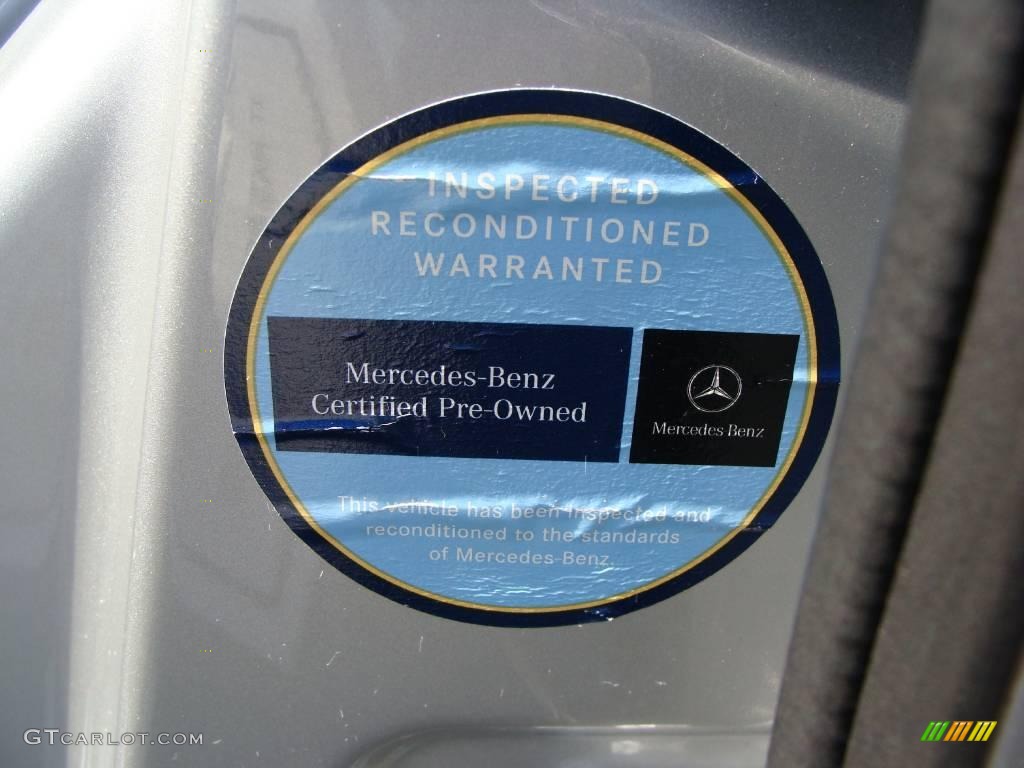 INSPECTED
RECONDITIONED
WARRANTED
Mercedes-Benz
Certified Pre-Owned
Mercedes Benz
This vehicle has been inspected and
reconditioned to the standards
of Mercedes-Benz.
GTCARLOT.COM